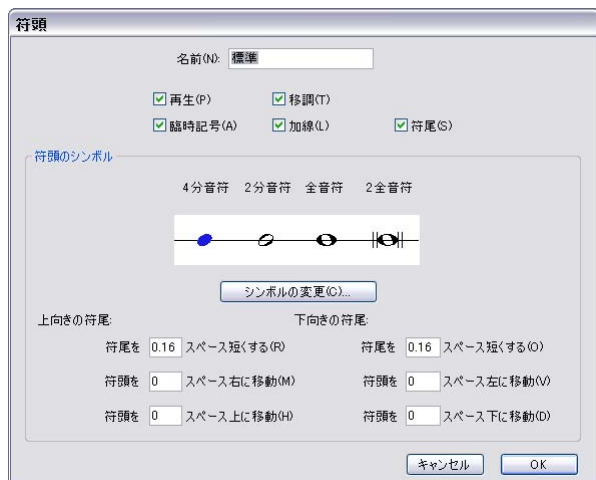 符頭
名前(N): 標準
再生(P) 移調(T)
臨時記号(A) 加線(L) 符尾(S)
符頭のシンボル
4分音符 2分音符 全音符 2全音符
シンボルの変更(C)...
上向きの符尾: 下向きの符尾:
符尾を 0.16 スペース短くする(R) 符尾を 0.16 スペース短くする(O)
符頭を 0 スペース右に移動(M) 符頭を 0 スペース左に移動(V)
符頭を 0 スペース上に移動(H) 符頭を 0 スペース下に移動(D)
キャンセル OK